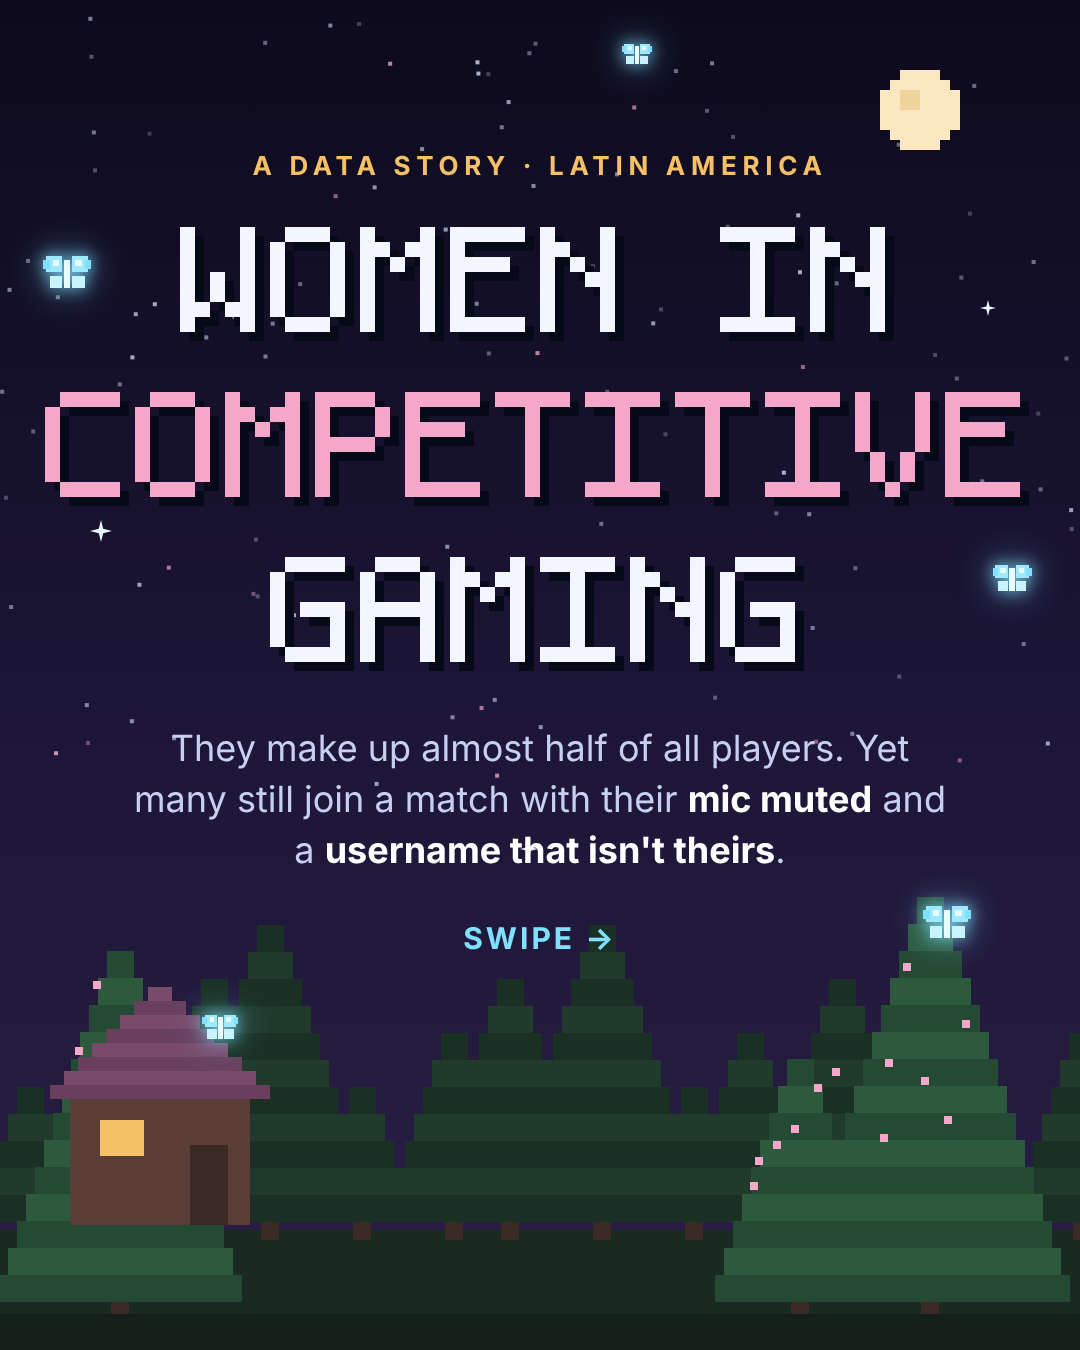 A DATA STORY · LATIN AMERICA
WOMEN IN
COMPETITIVE
GAMING
They make up almost half of all players. Yet
many still join a match with their mic muted and
a username that isn't theirs.
SWIPE →